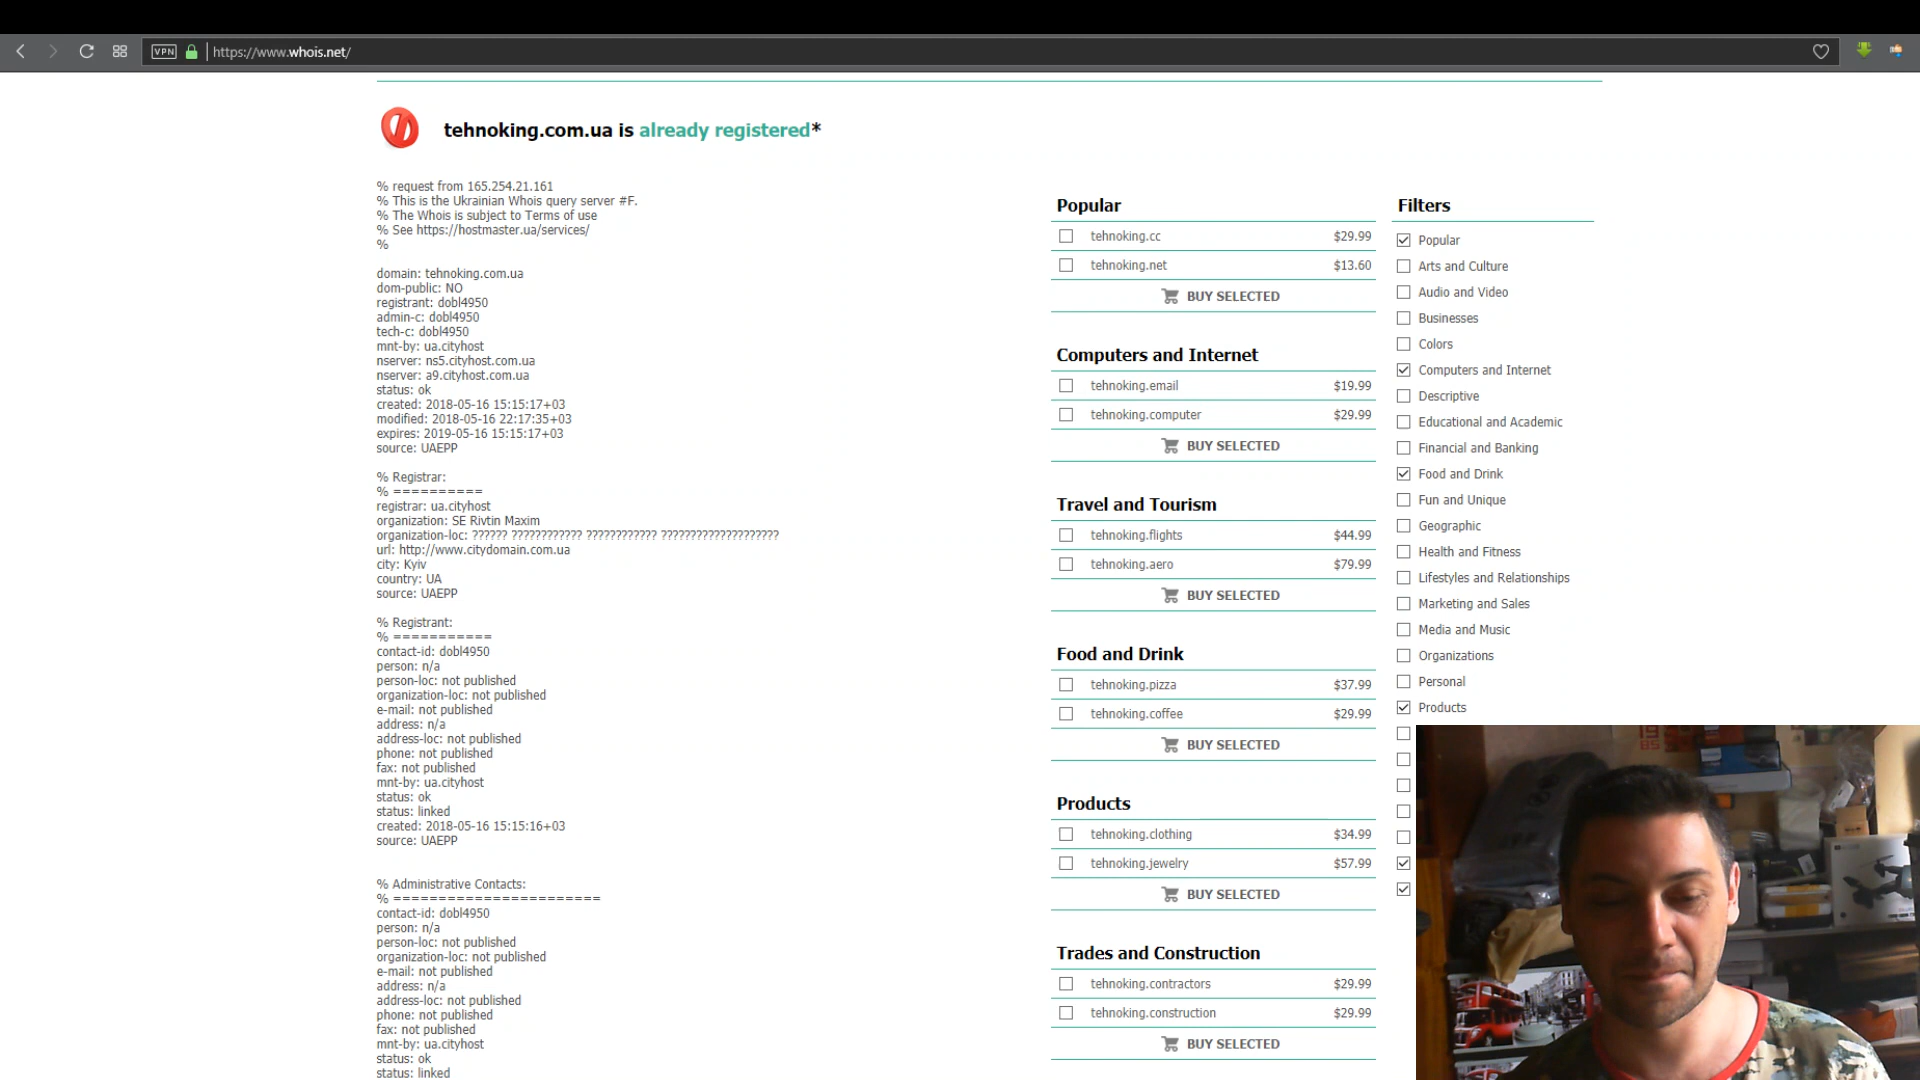 VPN
https://www.whois.net/
tehnoking.com.ua is already registered*
% request from 165.254.21.161
% This is the Ukrainian Whois query server #F.
% The Whois is subject to Terms of use
% See https://hostmaster.ua/services/
%
domain: tehnoking.com.ua
dom-public: NO
registrant: dobl4950
admin-c: dobl4950
tech-c: dobl4950
mnt-by: ua.cityhost
nserver: ns5.cityhost.com.ua
nserver: a9.cityhost.com.ua
status: ok
created: 2018-05-16 15:15:17+03
modified: 2018-05-16 22:17:35+03
expires: 2019-05-16 15:15:17+03
source: UAEPP
% Registrar:
% ==========
registrar: ua.cityhost
organization: SE Rivtin Maxim
organization-loc: ?????? ???????????? ???????????? ????????????????????
url: http://www.citydomain.com.ua
city: Kyiv
country: UA
source: UAEPP
% Registrant:
% ===========
contact-id: dobl4950
person: n/a
person-loc: not published
organization-loc: not published
e-mail: not published
address: n/a
address-loc: not published
phone: not published
fax: not published
mnt-by: ua.cityhost
status: ok
status: linked
created: 2018-05-16 15:15:16+03
source: UAEPP
% Administrative Contacts:
% =======================
contact-id: dobl4950
person: n/a
person-loc: not published
organization-loc: not published
e-mail: not published
address: n/a
address-loc: not published
phone: not published
fax: not published
mnt-by: ua.cityhost
status: ok
status: linked
Popular
tehnoking.cc $29.99
tehnoking.net $13.60
BUY SELECTED
Computers and Internet
tehnoking.email $19.99
tehnoking.computer $29.99
BUY SELECTED
Travel and Tourism
tehnoking.flights $44.99
tehnoking.aero $79.99
BUY SELECTED
Food and Drink
tehnoking.pizza $37.99
tehnoking.coffee $29.99
BUY SELECTED
Products
tehnoking.clothing $34.99
tehnoking.jewelry $57.99
BUY SELECTED
Trades and Construction
tehnoking.contractors $29.99
tehnoking.construction $29.99
BUY SELECTED
Filters
Popular
Arts and Culture
Audio and Video
Businesses
Colors
Computers and Internet
Descriptive
Educational and Academic
Financial and Banking
Food and Drink
Fun and Unique
Geographic
Health and Fitness
Lifestyles and Relationships
Marketing and Sales
Media and Music
Organizations
Personal
Products
1985